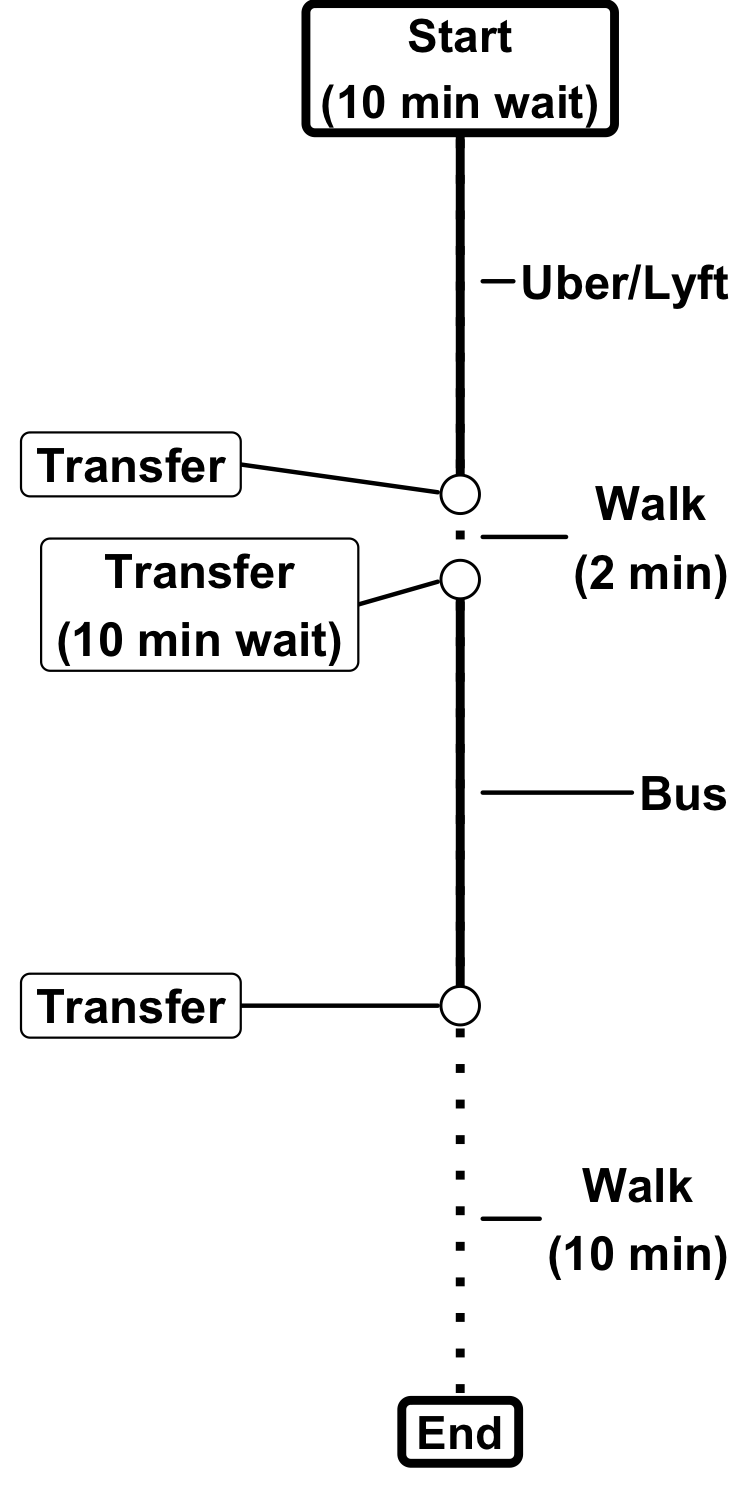 Start
(10 min wait)
Uber/Lyft
Transfer
Walk
(2 min)
Transfer
(10 min wait)
Bus
Transfer
Walk
(10 min)
End